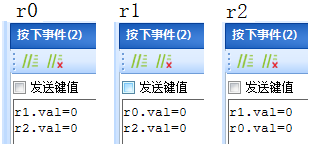 r0 r1 r2
按下事件(2) 按下事件(2) 按下事件(2)
发送键值 发送键值 发送键值
r1.val=0 r0.val=0 r1.val=0
r2.val=0 r2.val=0 r0.val=0